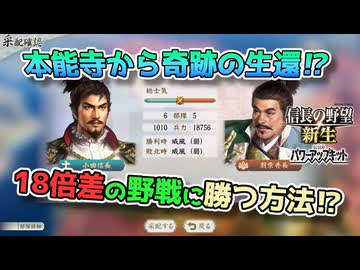 采配確認
本能寺から奇跡の生還!?
総士気
6 部隊 5
1010 兵力 18756
勝利時 威風（弱）
敗北時 威風（弱）
小田信長
羽柴秀長
信長の野望
新生
パワーアップキット
18倍差の野戦に勝つ方法!?
采配する
戻る